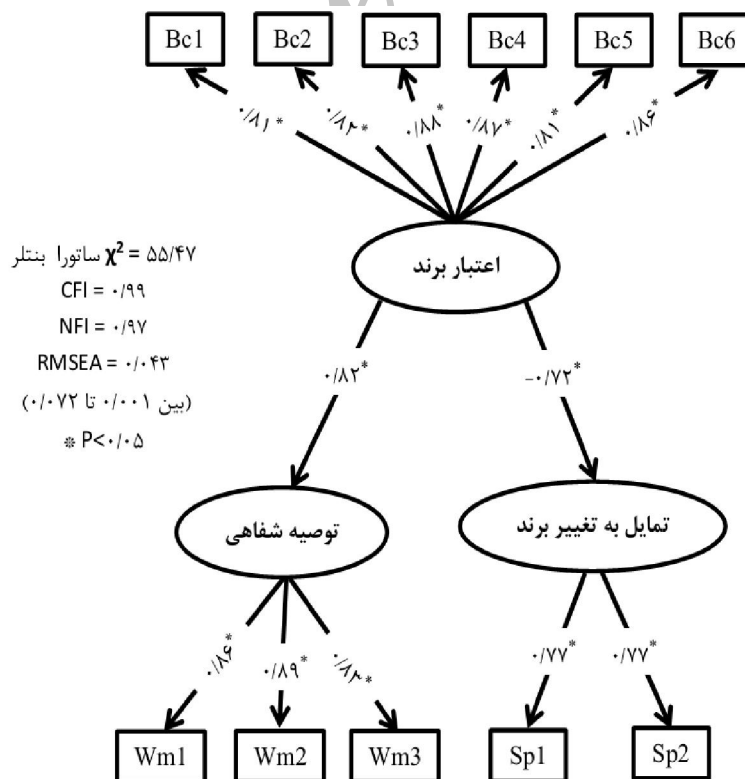 Bc1 Bc2 Bc3 Bc4 Bc5 Bc6
۰/۸۱* ۰/۸۲* ۰/۸۸* ۰/۸۷* ۰/۸۱* ۰/۸۶*
اعتبار برند
ساتورا بنتلر χ² = ۵۵/۴۷
CFI = ۰/۹۹
NFI = ۰/۹۷
RMSEA = ۰/۰۴۳
(بین ۰/۰۰۱ تا ۰/۰۷۲)
* P<۰/۰۵
۰/۸۲* -۰/۷۲*
توصیه شفاهی
تمایل به تغییر برند
۰/۸۶* ۰/۸۹* ۰/۸۲* ۰/۷۷* ۰/۷۷*
Wm1 Wm2 Wm3 Sp1 Sp2